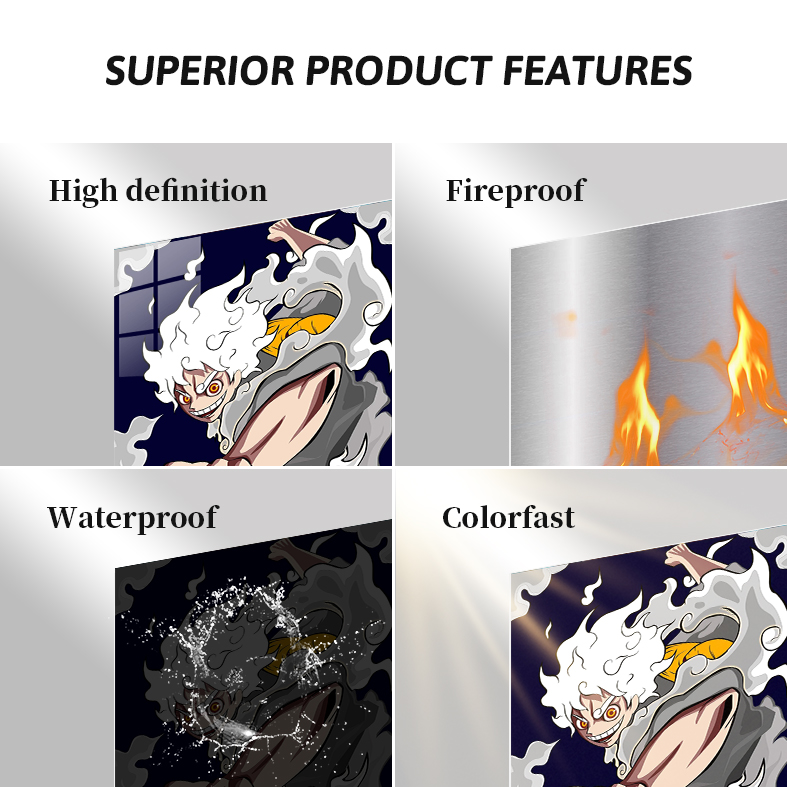 SUPERIOR PRODUCT FEATURES
High definition
Fireproof
Waterproof
Colorfast